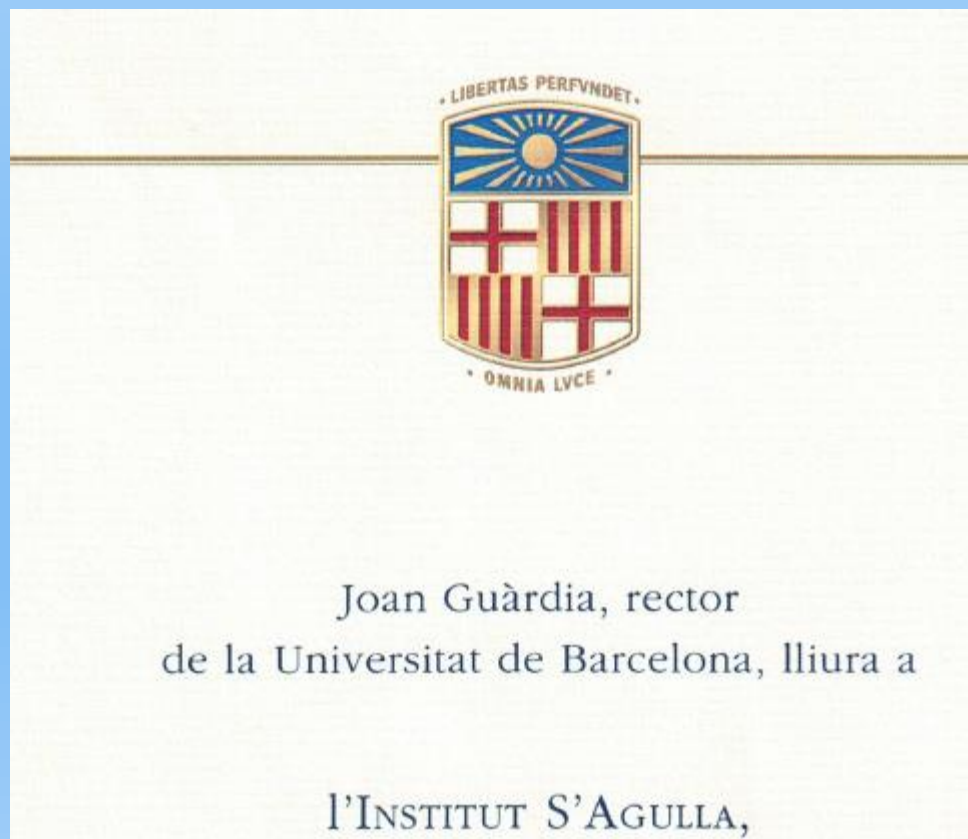 · LIBERTAS PERFVNDET ·
· OMNIA LVCE ·
Joan Guàrdia, rector
de la Universitat de Barcelona, lliura a
l'INSTITUT S'AGULLA,